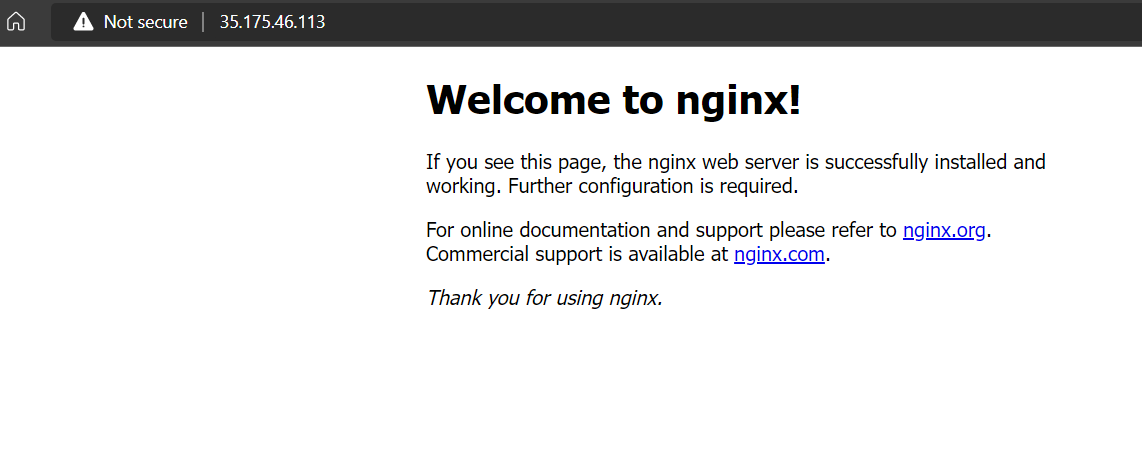 Not secure | 35.175.46.113
Welcome to nginx!
If you see this page, the nginx web server is successfully installed and
working. Further configuration is required.
For online documentation and support please refer to nginx.org.
Commercial support is available at nginx.com.
Thank you for using nginx.